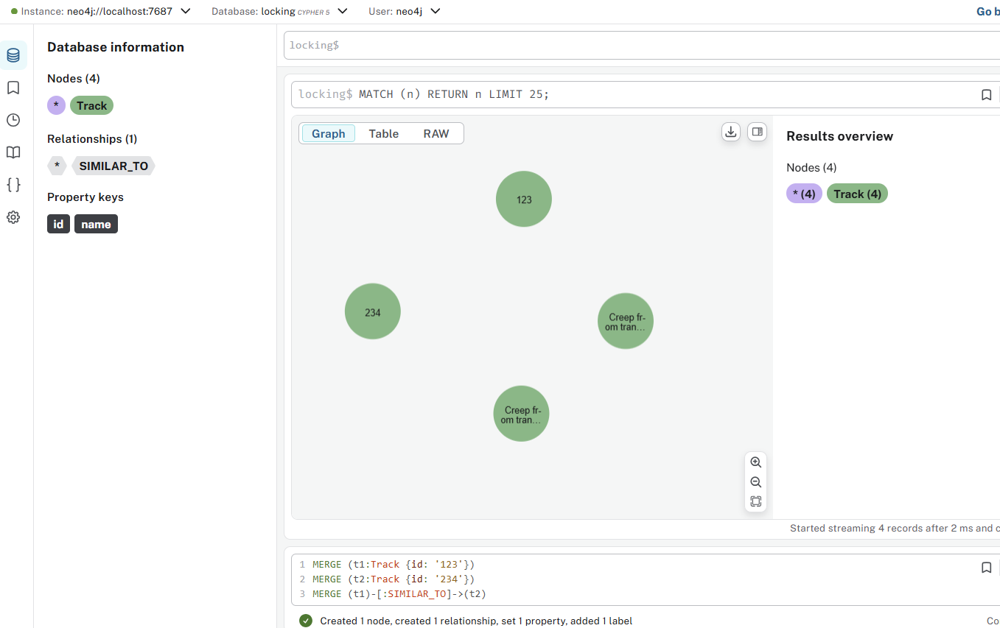 Instance: neo4j://localhost:7687 Database: locking CYPHER 5 User: neo4j Go b
Database information
Nodes (4)
* Track
Relationships (1)
* SIMILAR_TO
Property keys
id name
locking$
locking$ MATCH (n) RETURN n LIMIT 25;
Graph Table RAW
123
234
Creep fr-
om tran...
Creep fr-
om tran...
Results overview
Nodes (4)
* (4) Track (4)
Started streaming 4 records after 2 ms and c
1 MERGE (t1:Track {id: '123'})
2 MERGE (t2:Track {id: '234'})
3 MERGE (t1)-[:SIMILAR_TO]->(t2)
Created 1 node, created 1 relationship, set 1 property, added 1 label
Co